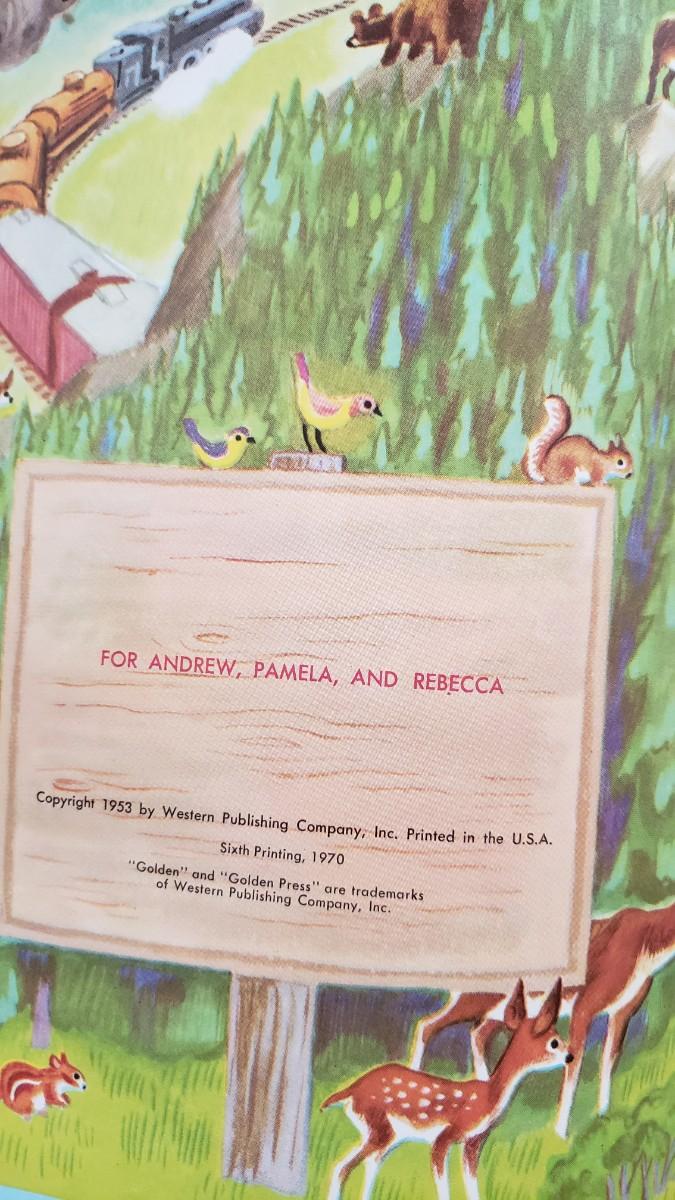 FOR ANDREW, PAMELA, AND REBECCA
Copyright 1953 by Western Publishing Company, Inc. Printed in the U.S.A.
Sixth Printing, 1970
"Golden" and "Golden Press" are trademarks
of Western Publishing Company, Inc.